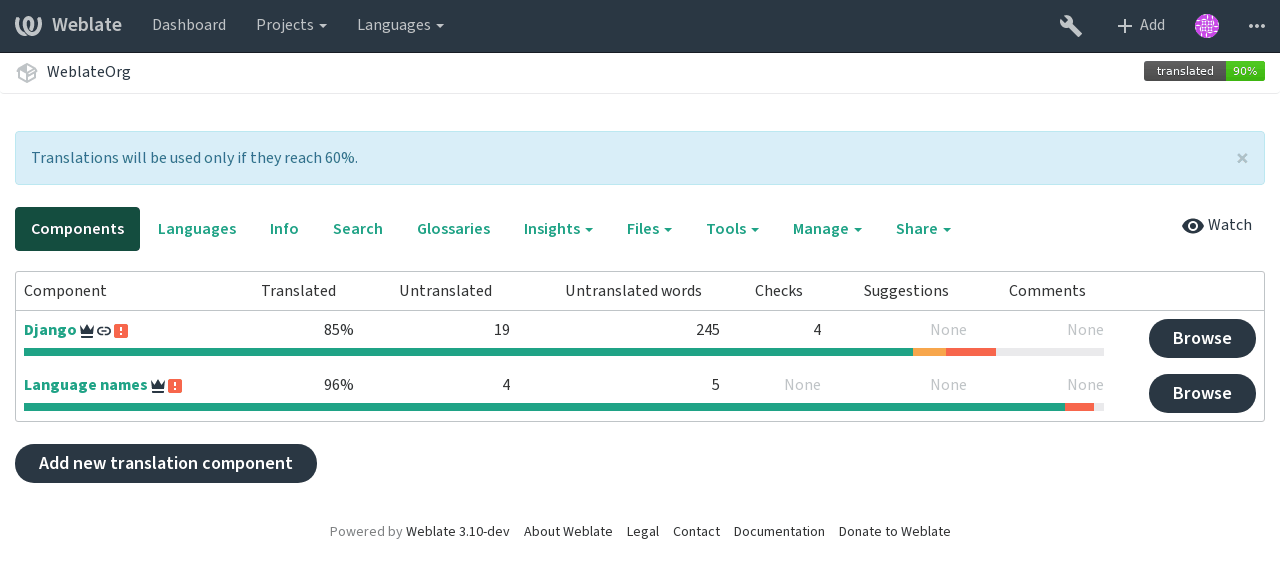 Weblate Dashboard Projects Languages Add
WeblateOrg translated 90%
Translations will be used only if they reach 60%. ×
Components Languages Info Search Glossaries Insights Files Tools Manage Share Watch
Component Translated Untranslated Untranslated words Checks Suggestions Comments
Django 85% 19 245 4 None None Browse
Language names 96% 4 5 None None None Browse
Add new translation component
Powered by Weblate 3.10-dev About Weblate Legal Contact Documentation Donate to Weblate